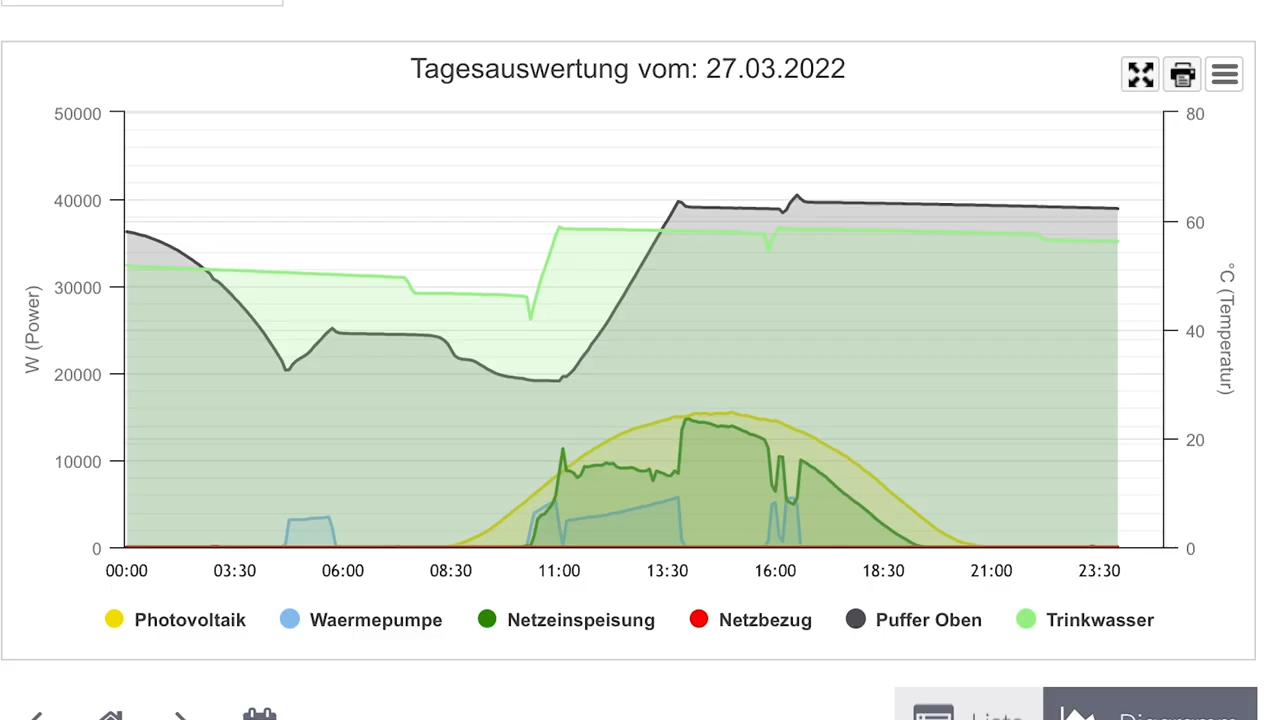 Tagesauswertung vom: 27.03.2022
50000
40000
30000
20000
10000
0
W (Power)
80
60
40
20
0
°C (Temperatur)
00:00 03:30 06:00 08:30 11:00 13:30 16:00 18:30 21:00 23:30
Photovoltaik Waermepumpe Netzeinspeisung Netzbezug Puffer Oben Trinkwasser
Liste Diagramm